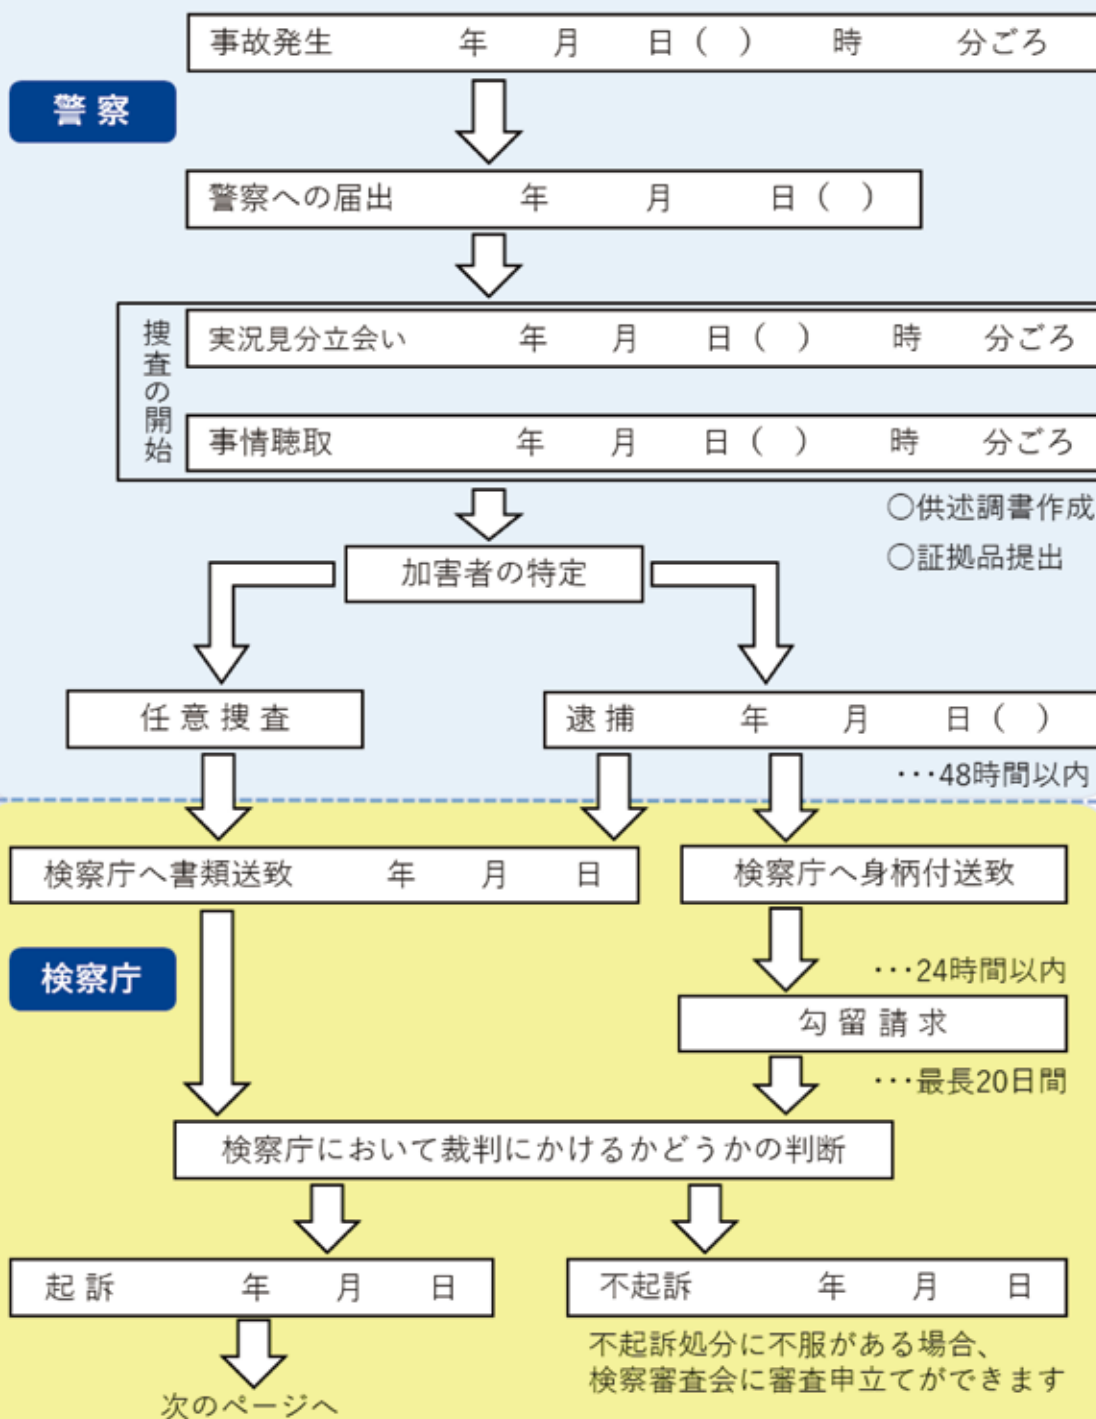 事故発生 年 月 日 ( ) 時 分ごろ
警察
警察への届出 年 月 日 ( )
捜査の開始
実況見分立会い 年 月 日 ( ) 時 分ごろ
事情聴取 年 月 日 ( ) 時 分ごろ
○供述調書作成
○証拠品提出
加害者の特定
任意捜査
逮捕 年 月 日 ( )
…48時間以内
検察庁へ書類送致 年 月 日
検察庁へ身柄付送致
検察庁
…24時間以内
勾留請求
…最長20日間
検察庁において裁判にかけるかどうかの判断
起訴 年 月 日
不起訴 年 月 日
不起訴処分に不服がある場合、
検察審査会に審査申立てができます
次のページへ